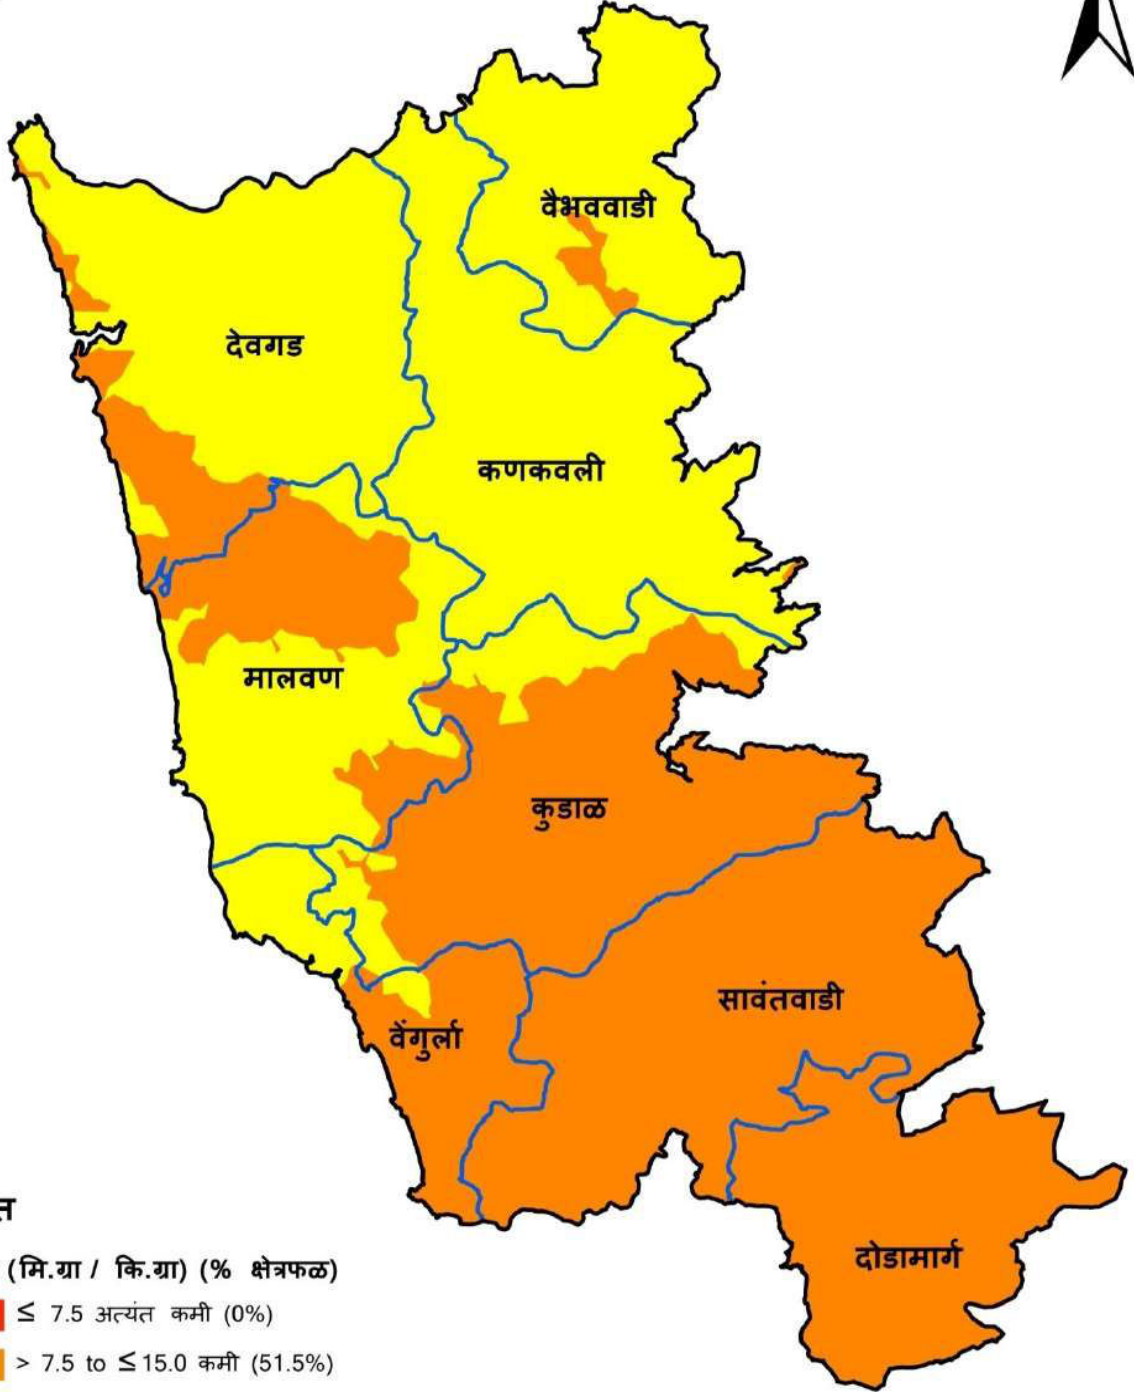 वैभववाडी
देवगड
कणकवली
मालवण
कुडाळ
सावंतवाडी
वेंगुर्ला
दोडामार्ग
(मि.ग्रा / कि.ग्रा) (% क्षेत्रफळ)
≤ 7.5 अत्यंत कमी (0%)
> 7.5 to ≤15.0 कमी (51.5%)